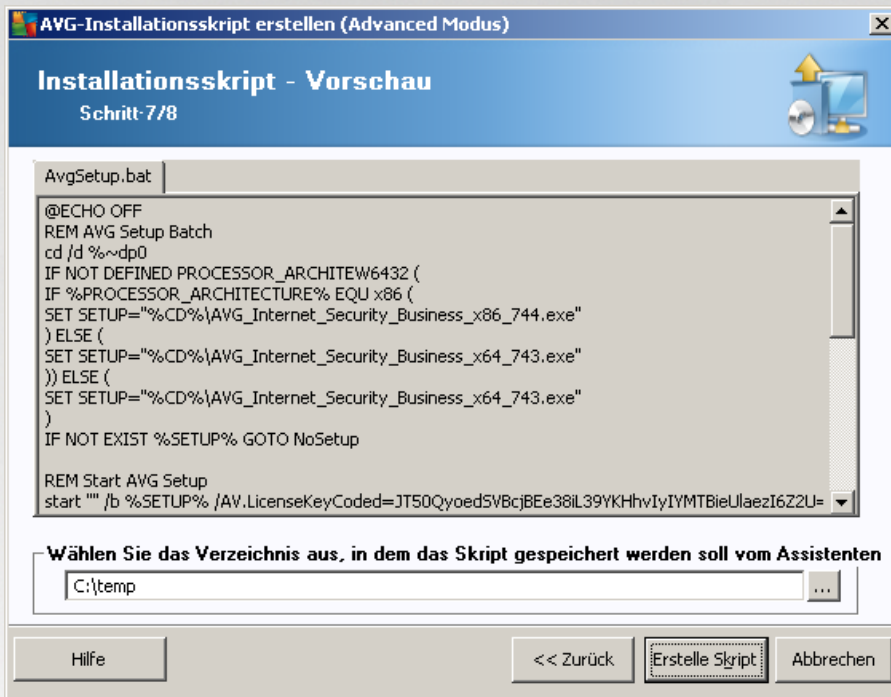 AVG-Installationsskript erstellen (Advanced Modus)
Installationsskript - Vorschau
Schritt-7/8
AvgSetup.bat
@ECHO OFF
REM AVG Setup Batch
cd /d %~dp0
IF NOT DEFINED PROCESSOR_ARCHITEW6432 (
IF %PROCESSOR_ARCHITECTURE% EQU x86 (
SET SETUP="%CD%\AVG_Internet_Security_Business_x86_744.exe"
) ELSE (
SET SETUP="%CD%\AVG_Internet_Security_Business_x64_743.exe"
)) ELSE (
SET SETUP="%CD%\AVG_Internet_Security_Business_x64_743.exe"
)
IF NOT EXIST %SETUP% GOTO NoSetup
REM Start AVG Setup
start "" /b %SETUP% /AV.LicenseKeyCoded=JT50QyoedSVBcjBEe38iL39YKHhvIyIYMTBieUlaezI6Z2U=
Wählen Sie das Verzeichnis aus, in dem das Skript gespeichert werden soll vom Assistenten
C:\temp
...
Hilfe
<< Zurück
Erstelle Skript
Abbrechen